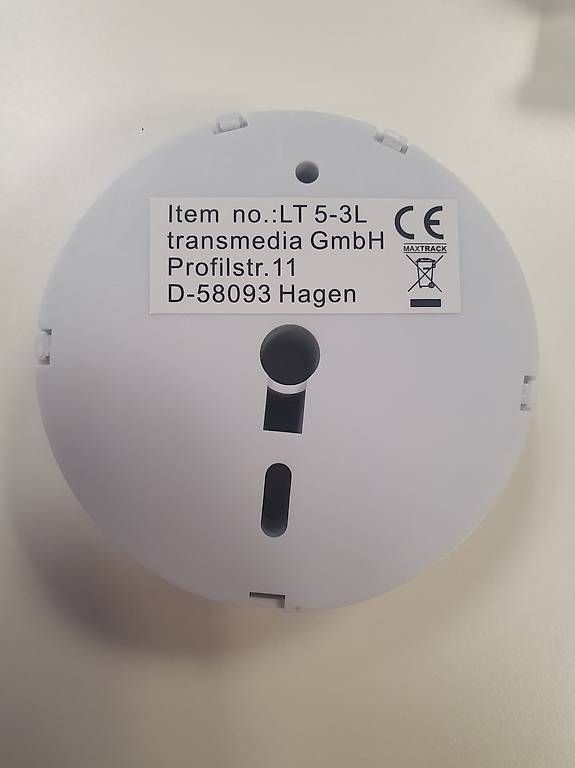 Item no.:LT 5-3L
transmedia GmbH
Profilstr.11
D-58093 Hagen
CE
MAXTRACK